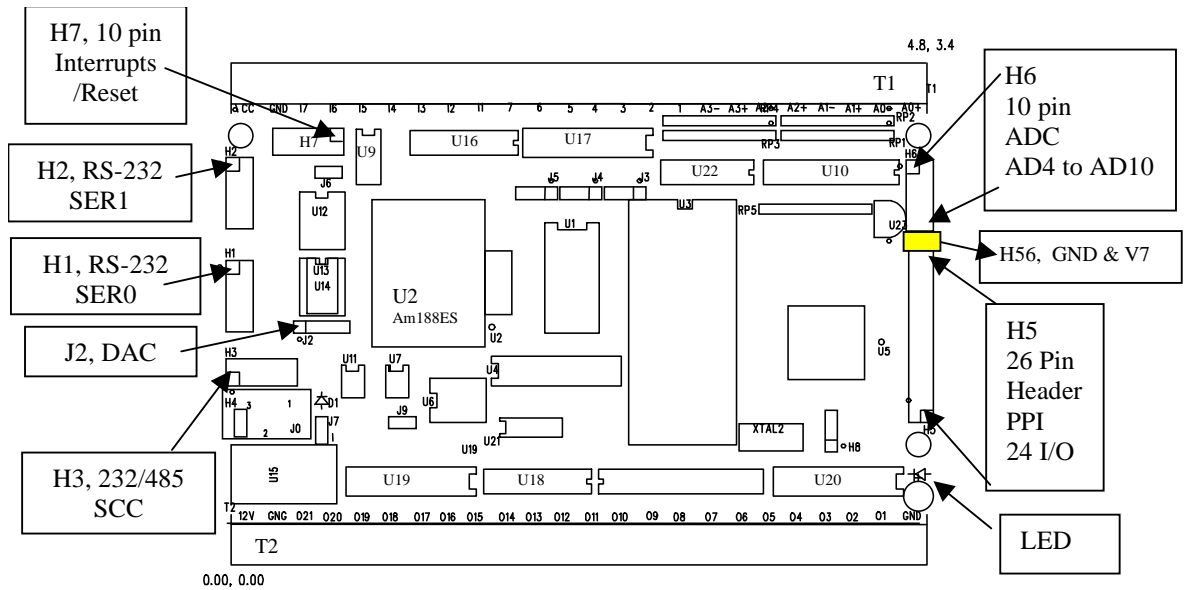 H7, 10 pin
Interrupts
/Reset
4.8, 3.4
T1
T1
GND I7 I6 I5 I4 I3 I2 I1 7 6 5 4 3 2 1 A3- A3+ A2+ A1- A1+ A0+
RP4
RP2
RP3
RP1
H6
10 pin
ADC
AD4 to AD10
H2, RS-232
SER1
H2
H7
U9
U16
U17
U22
U10
H6
J6
J5
J4
J3
U12
U1
U3
RP5
H56, GND & V7
H1, RS-232
SER0
H1
U13
U14
U2
Am188ES
U2
U5
J2, DAC
J2
H3
U11
U7
U4
H5
26 Pin
Header
PPI
24 I/O
H4
3
1
2
J0
D1
J7
J9
U6
U21
XTAL2
H8
H5
U19
H3, 232/485
SCC
U15
U19
U18
U20
T2
12V GNG O21 O20 O19 O18 O17 O16 O15 O14 O13 O12 O11 O10 O9 O8 O7 O6 O5 O4 O3 O2 O1 GND
T2
LED
0.00, 0.00